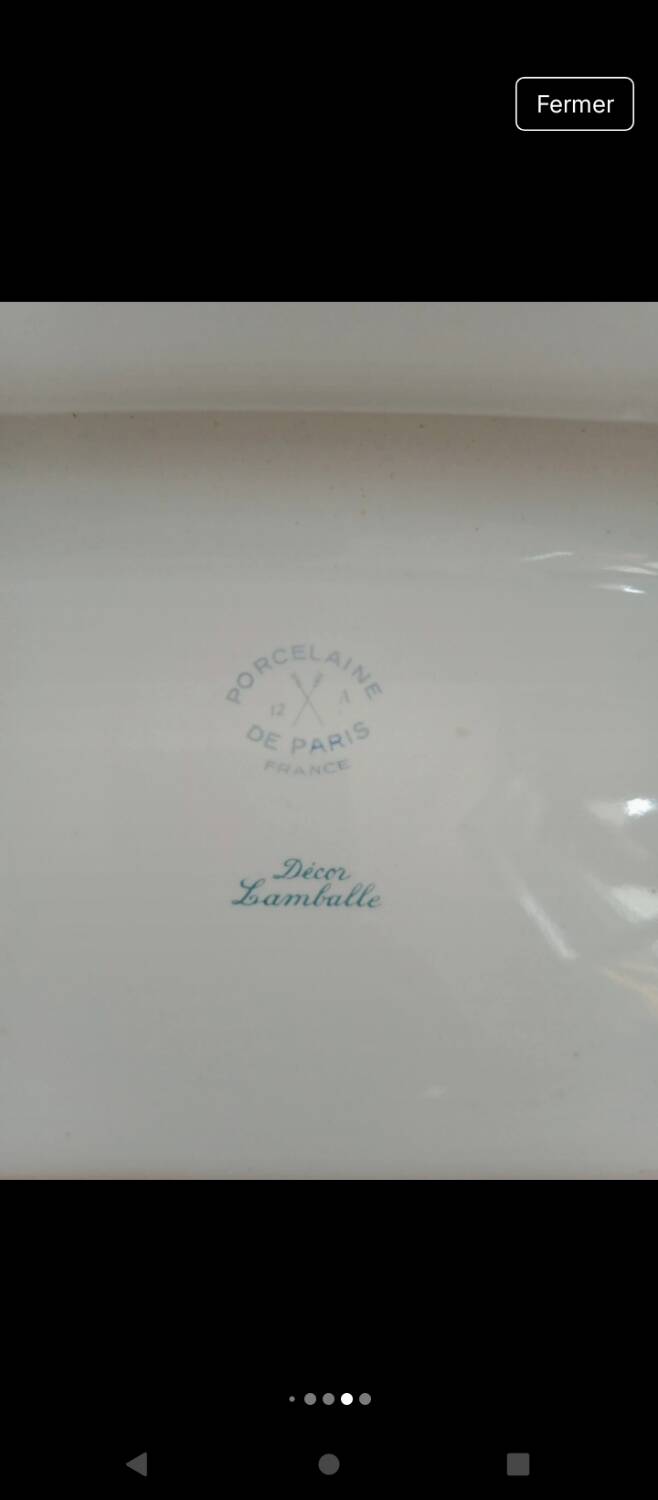 Fermer
PORCELAINE
12 A
DE PARIS
FRANCE
Décor
Lamballe